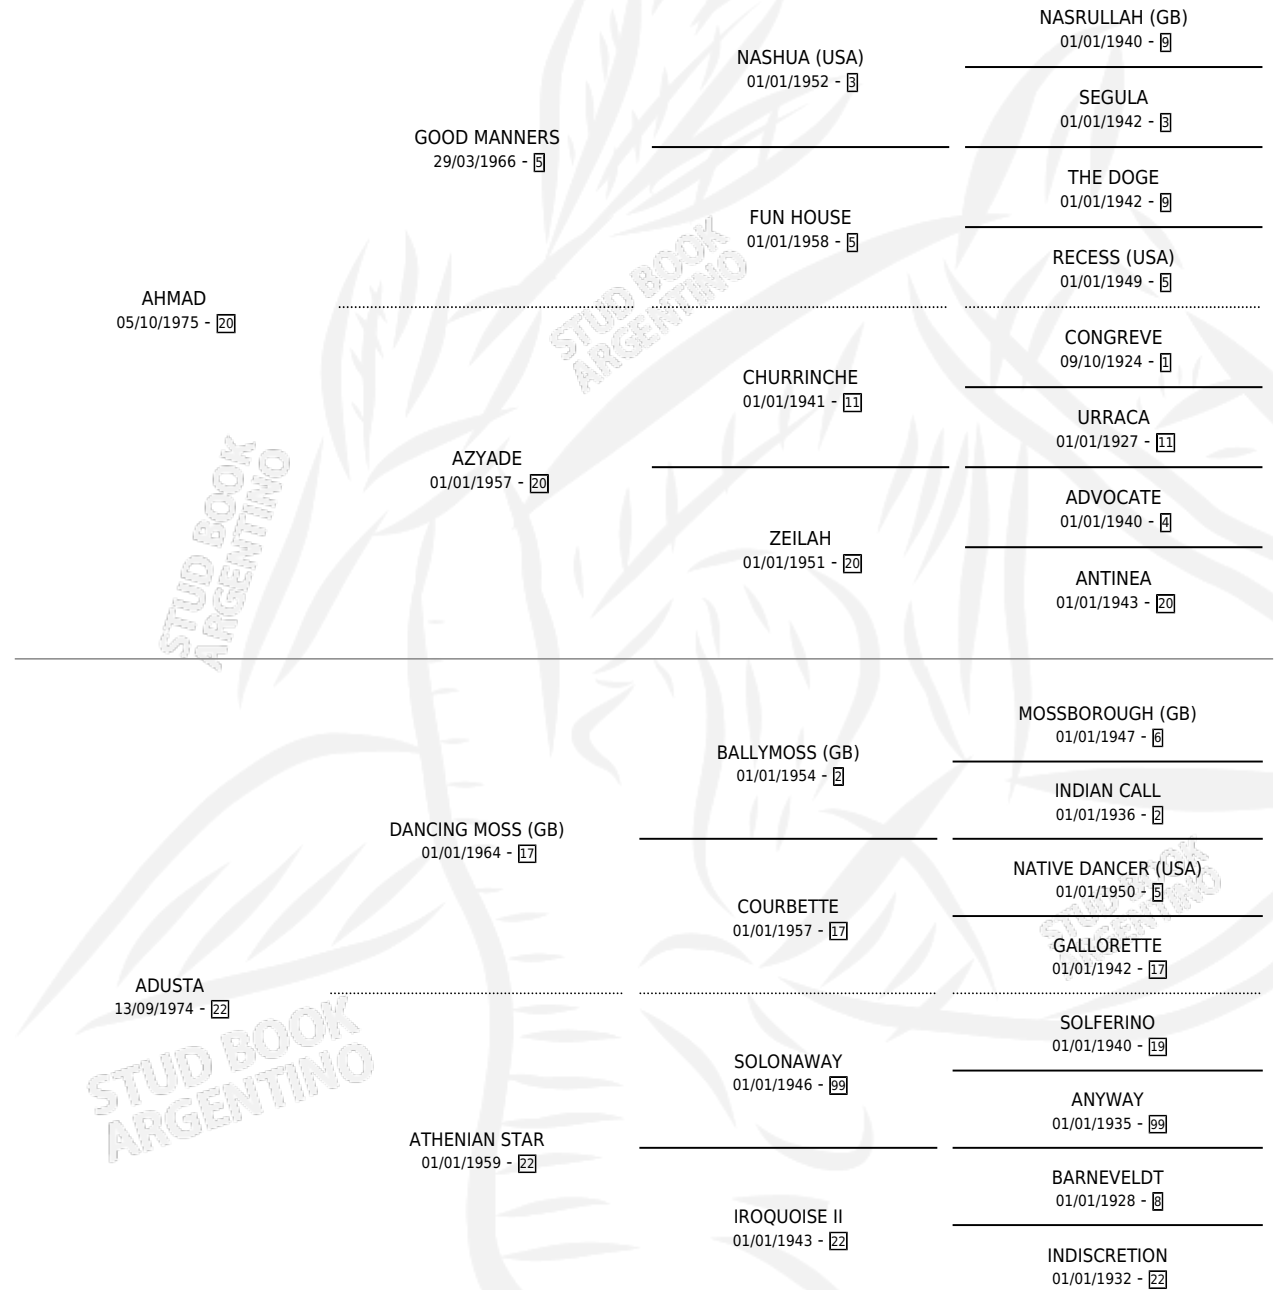 NASRULLAH (GB)
01/01/1940 - 9
NASHUA (USA)
01/01/1952 - 3
SEGULA
01/01/1942 - 3
GOOD MANNERS
29/03/1966 - 5
THE DOGE
01/01/1942 - 9
FUN HOUSE
01/01/1958 - 5
RECESS (USA)
01/01/1949 - 5
AHMAD
05/10/1975 - 20
STUD BOOK
ARGENTINO
CONGREVE
09/10/1924 - 1
CHURRINCHE
01/01/1941 - 11
URRACA
01/01/1927 - 11
AZYADE
01/01/1957 - 20
ADVOCATE
01/01/1940 - 4
ZEILAH
01/01/1951 - 20
ANTINEA
01/01/1943 - 20
STUD BOOK
ARGENTINO
MOSSBOROUGH (GB)
01/01/1947 - 6
BALLYMOSS (GB)
01/01/1954 - 2
INDIAN CALL
01/01/1936 - 2
DANCING MOSS (GB)
01/01/1964 - 17
NATIVE DANCER (USA)
01/01/1950 - 5
STUD BOOK
ARGENTINO
COURBETTE
01/01/1957 - 17
GALLORETTE
01/01/1942 - 17
ADUSTA
13/09/1974 - 22
STUD BOOK
ARGENTINO
SOLFERINO
01/01/1940 - 19
SOLONAWAY
01/01/1946 - 99
ANYWAY
01/01/1935 - 99
ATHENIAN STAR
01/01/1959 - 22
BARNEVELDT
01/01/1928 - 8
IROQUOISE II
01/01/1943 - 22
INDISCRETION
01/01/1932 - 22